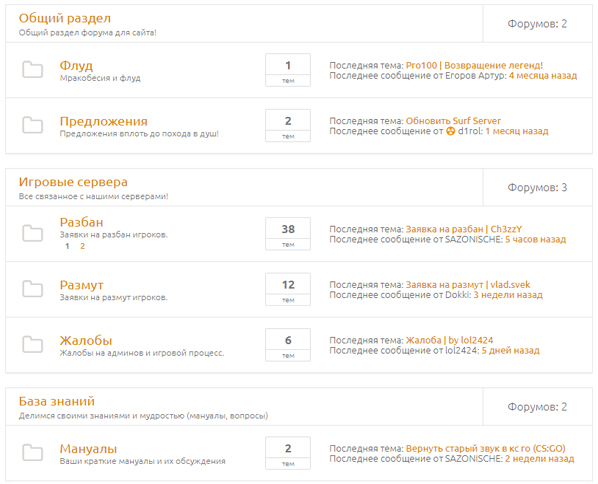 Общий раздел
Общий раздел форума для сайта!
Форумов: 2
Флуд
Мракобесия и флуд
1
тем
Последняя тема: Pro100 | Возвращение легенд!
Последнее сообщение от Егоров Артур: 4 месяца назад
Предложения
Предложения вплоть до похода в душ!
2
тем
Последняя тема: Обновить Surf Server
Последнее сообщение от ☢ d1rol: 1 месяц назад
Игровые сервера
Все связанное с нашими серверами!
Форумов: 3
Разбан
Заявки на разбан игроков.
1 2
38
тем
Последняя тема: Заявка на разбан | Ch3zzY
Последнее сообщение от SAZONISCHE: 5 часов назад
Размут
Заявки на размут игроков.
12
тем
Последняя тема: Заявка на размут | vlad.svek
Последнее сообщение от Dokki: 3 недели назад
Жалобы
Жалобы на админов и игровой процесс.
6
тем
Последняя тема: Жалоба | by lol2424
Последнее сообщение от lol2424: 5 дней назад
База знаний
Делимся своими знаниями и мудростью (мануалы, вопросы)
Форумов: 2
Мануалы
Ваши краткие мануалы и их обсуждения
2
тем
Последняя тема: Вернуть старый звук в кс го (CS:GO)
Последнее сообщение от SAZONISCHE: 2 недели назад